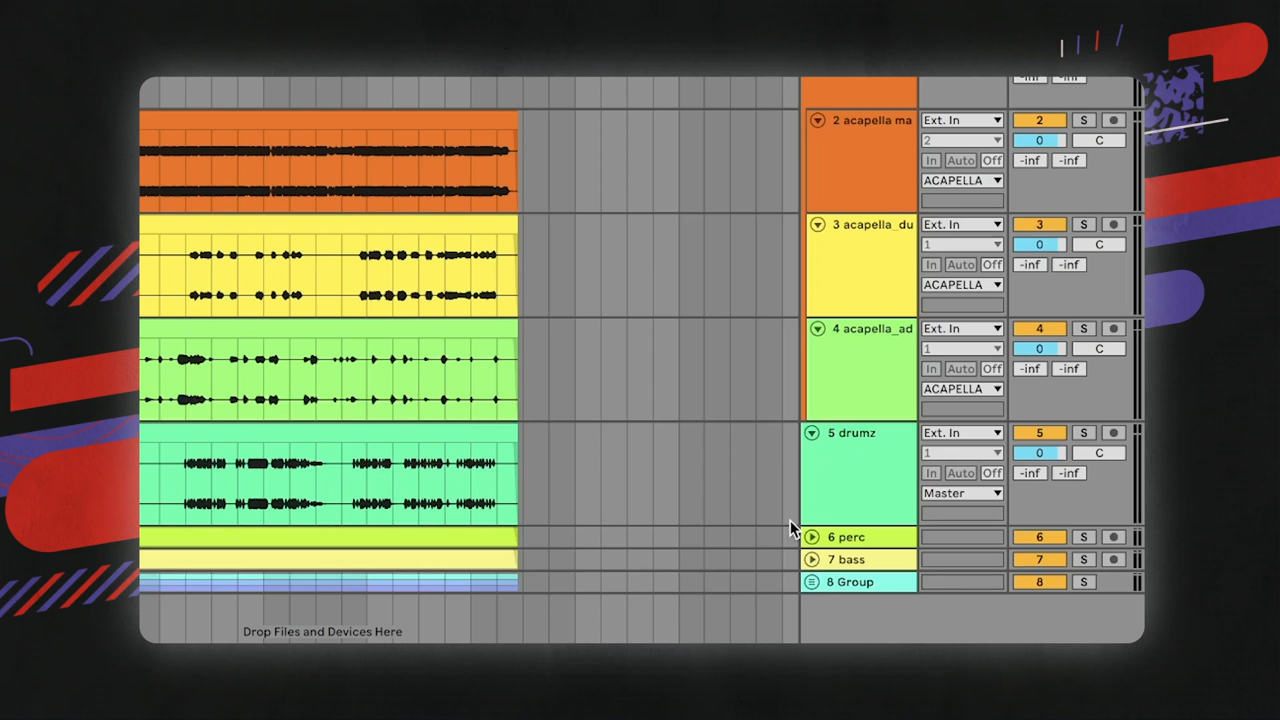 -inf -inf
2 acapella ma Ext. In 2 S
2 0 C
In Auto Off -inf -inf
ACAPELLA
3 acapella_du Ext. In 3 S
1 0 C
In Auto Off -inf -inf
ACAPELLA
4 acapella_ad Ext. In 4 S
1 0 C
In Auto Off -inf -inf
ACAPELLA
5 drumz Ext. In 5 S
1 0 C
In Auto Off -inf -inf
Master
6 perc 6 S
7 bass 7 S
8 Group 8 S
Drop Files and Devices Here